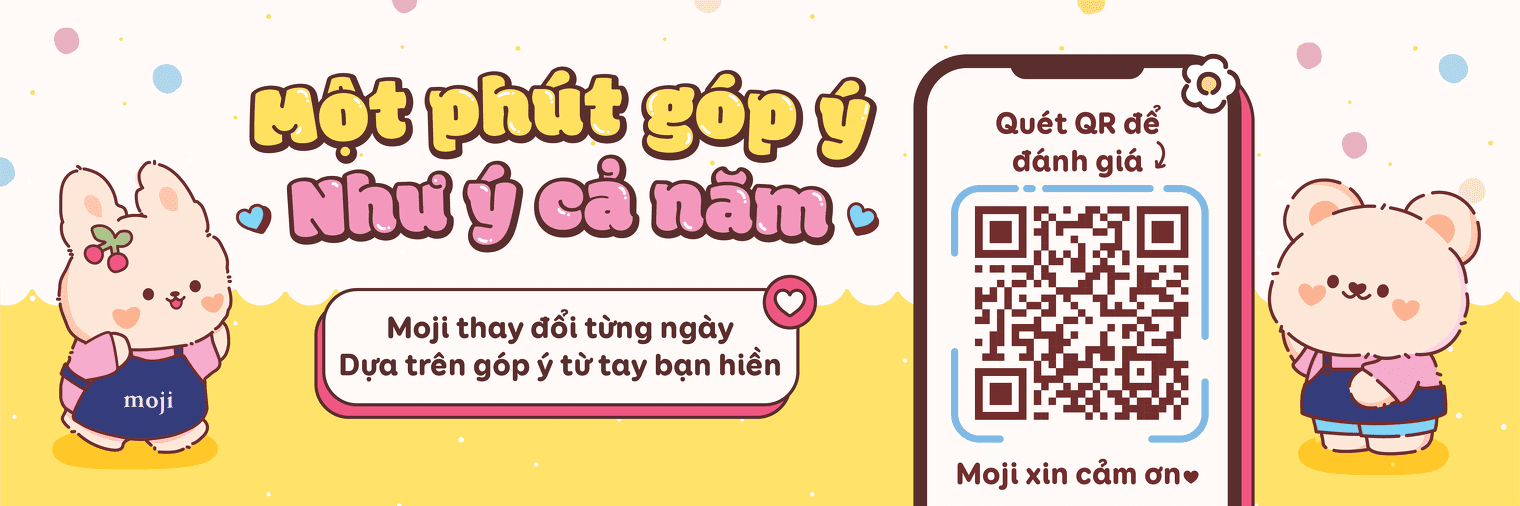 Một phút góp ý
Như ý cả năm
Moji thay đổi từng ngày
Dựa trên góp ý từ tay bạn hiền
Quét QR để
đánh giá
Moji xin cảm ơn
moji